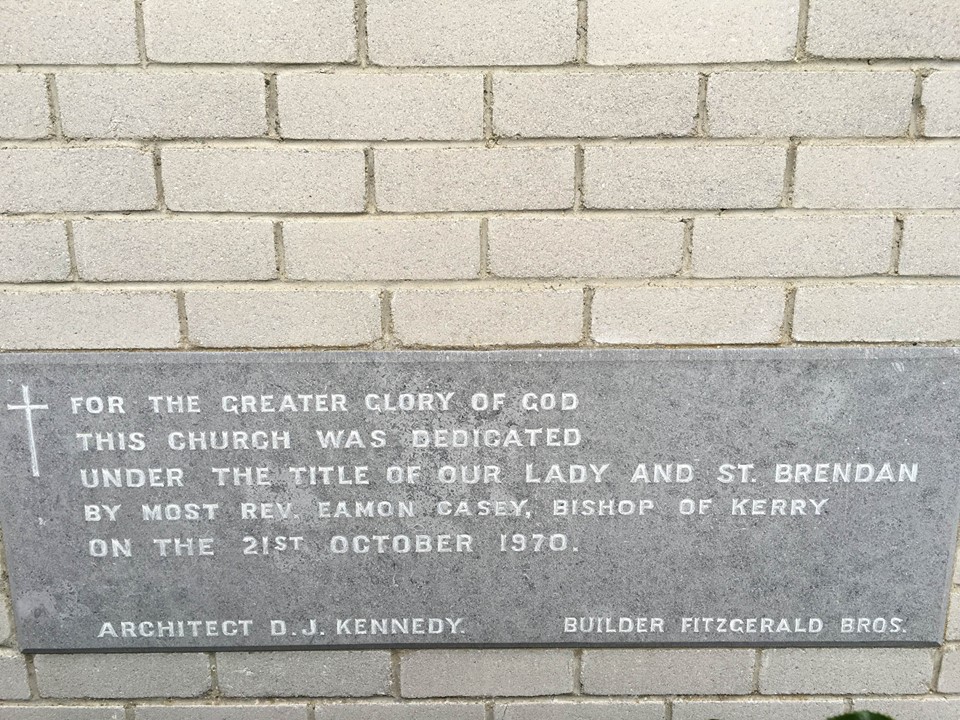 FOR THE GREATER GLORY OF GOD
THIS CHURCH WAS DEDICATED
UNDER THE TITLE OF OUR LADY AND ST. BRENDAN
BY MOST REV. EAMON CASEY, BISHOP OF KERRY
ON THE 21ST OCTOBER 1970.
ARCHITECT D.J. KENNEDY. BUILDER FITZGERALD BROS.